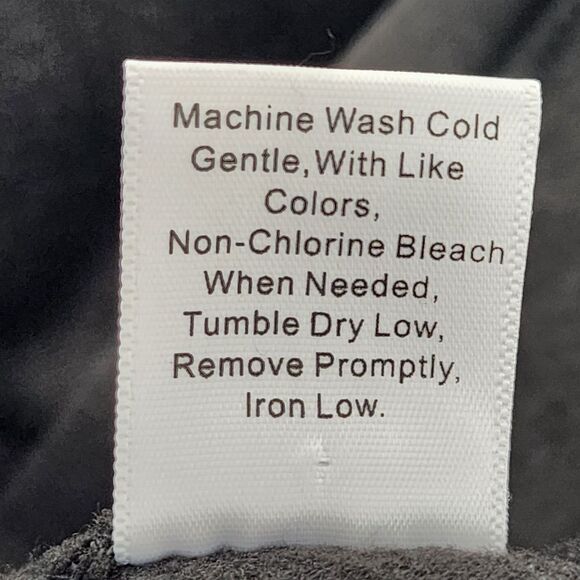 Machine Wash Cold
Gentle,With Like
Colors,
Non-Chlorine Bleach
When Needed,
Tumble Dry Low,
Remove Promptly,
Iron Low.